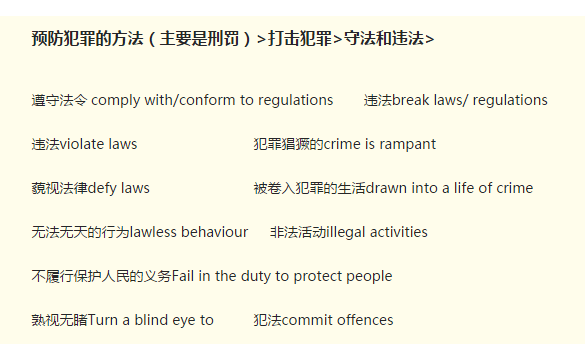 预防犯罪的方法（主要是刑罚）>打击犯罪>守法和违法>
遵守法令 comply with/conform to regulations 违法break laws/ regulations
违法violate laws 犯罪猖獗的crime is rampant
藐视法律defy laws 被卷入犯罪的生活drawn into a life of crime
无法无天的行为lawless behaviour 非法活动illegal activities
不履行保护人民的义务Fail in the duty to protect people
熟视无睹Turn a blind eye to 犯法commit offences